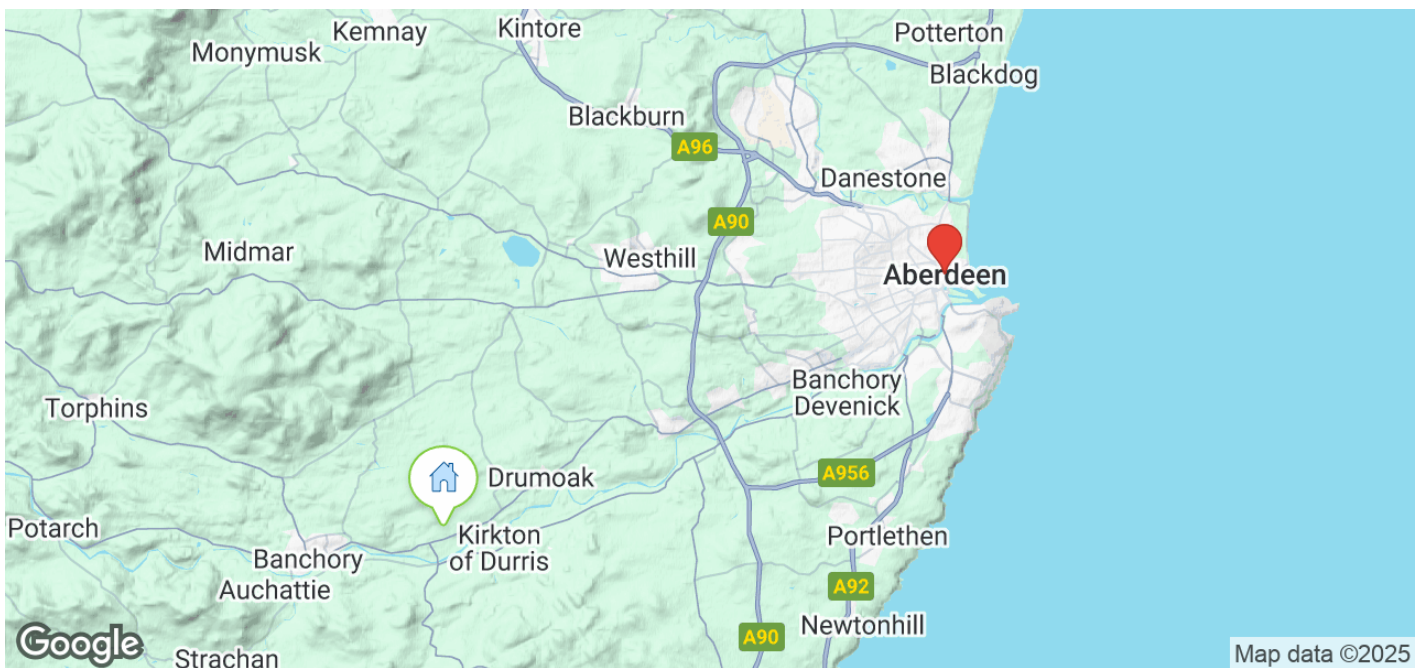 Kemnay
Kintore
Potterton
Monymusk
Blackdog
Blackburn
A96
Danestone
A90
Midmar
Westhill
Aberdeen
Banchory
Devenick
Torphins
Drumoak
A956
Potarch
Kirkton
of Durris
Portlethen
Banchory
Auchattie
A92
Newtonhill
A90
Google
Strachan
Map data ©2025